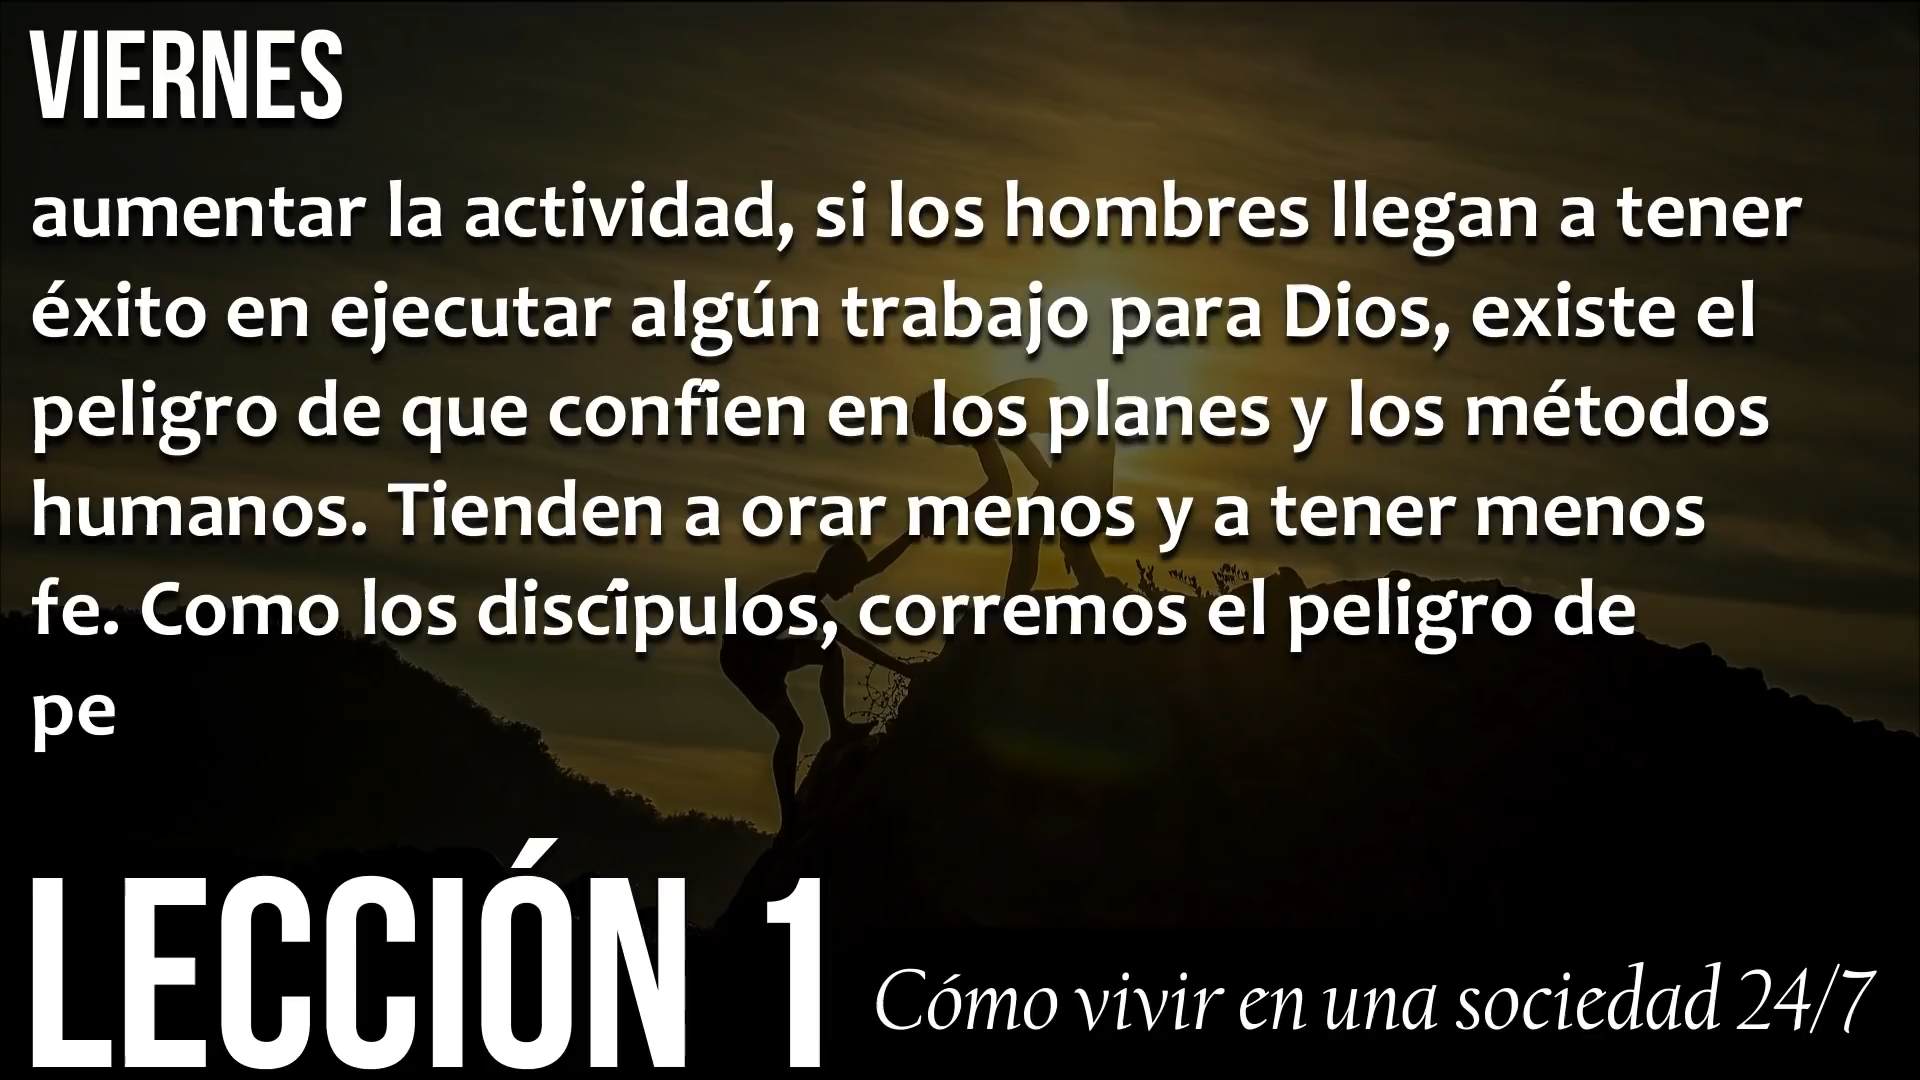 VIERNES
aumentar la actividad, si los hombres llegan a tener
éxito en ejecutar algún trabajo para Dios, existe el
peligro de que confíen en los planes y los métodos
humanos. Tienden a orar menos y a tener menos
fe. Como los discípulos, corremos el peligro de
pe
LECCIÓN 1
Cómo vivir en una sociedad 24/7